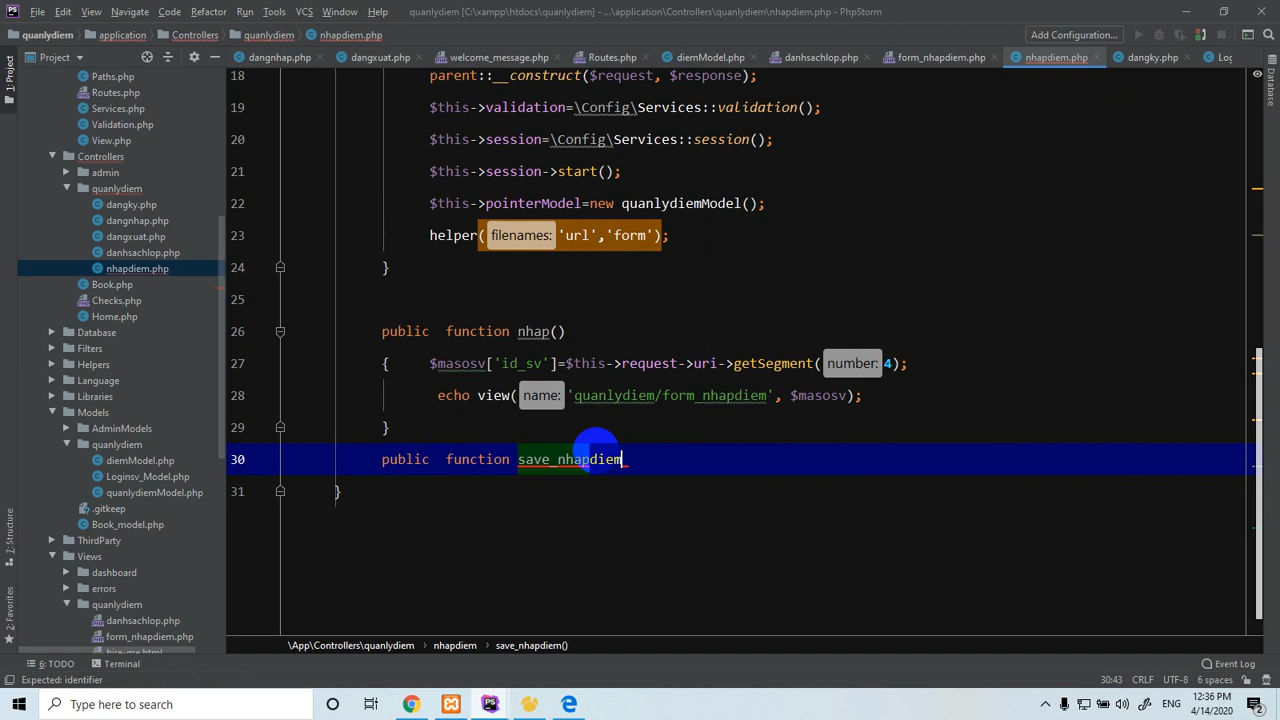 File Edit View Navigate Code Refactor Run Tools VCS Window Help quanlydiem [C:\xampp\htdocs\quanlydiem] - ...\application\Controllers\quanlydiem\nhapdiem.php - PhpStorm
quanlydiem application Controllers quanlydiem nhapdiem.php Add Configuration...
Project dangnhap.php dangxuat.php welcome_message.php Routes.php diemModel.php danhsachlop.php form_nhapdiem.php nhapdiem.php dangky.php
1: Project
Database
7: Structure
2: Favorites
Paths.php
Routes.php
Services.php
Validation.php
View.php
Controllers
admin
quanlydiem
dangky.php
dangnhap.php
dangxuat.php
danhsachlop.php
nhapdiem.php
Book.php
Checks.php
Home.php
Database
Filters
Helpers
Language
Libraries
Models
AdminModels
quanlydiem
diemModel.php
Loginsv_Model.php
quanlydiemModel.php
.gitkeep
Book_model.php
ThirdParty
Views
dashboard
errors
quanlydiem
danhsachlop.php
form_nhapdiem.php
18 parent::__construct($request, $response);
19 $this->validation=\Config\Services::validation();
20 $this->session=\Config\Services::session();
21 $this->session->start();
22 $this->pointerModel=new quanlydiemModel();
23 helper( filenames: 'url','form');
24 }
25
26 public function nhap()
27 { $masosv['id_sv']=$this->request->uri->getSegment( number: 4);
28 echo view( name: 'quanlydiem/form_nhapdiem', $masosv);
29 }
30 public function save_nhapdiem
31 }
\App\Controllers\quanlydiem nhapdiem save_nhapdiem()
6: TODO Terminal Event Log
Expected: identifier 30:43 CRLF UTF-8 6 spaces
Type here to search
ENG
12:36 PM
4/14/2020
2